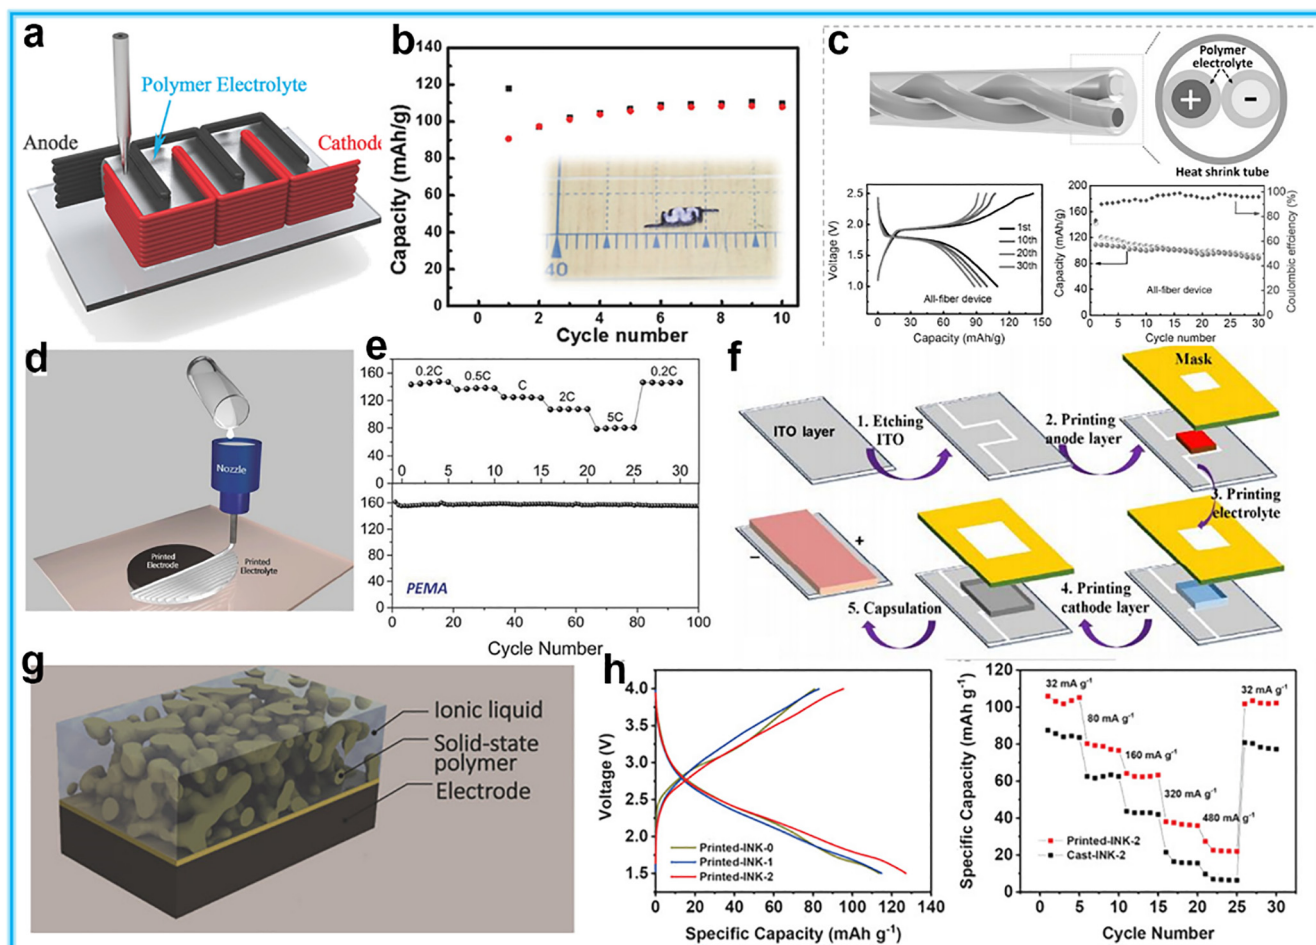 a
Polymer Electrolyte
Anode
Cathode
b
Capacity (mAh/g)
140
120
100
80
60
40
20
0
0 2 4 6 8 10
Cycle number
40
c
Polymer
electrolyte
+ -
Heat shrink tube
Voltage (V)
2.5
2.0
1.5
1.0
1st
10th
20th
30th
All-fiber device
0 30 60 90 120 150
Capacity (mAh/g)
Capacity (mAh/g)
200
160
120
80
40
0
All-fiber device
0 5 10 15 20 25 30
Cycle number
100
80
60
40
20
0
Coulombic effciency (%)
d
Nozzle
Printed
Electrode
Printed
Electrolyte
e
160
120
80
40
0
0.2C
0.5C
C
2C
5C
0.2C
0 5 10 15 20 25 30
160
120
80
40
0
PEMA
0 20 40 60 80 100
Cycle Number
f
Mask
ITO layer
1. Etching
ITO
2. Printing
anode layer
3. Printing
electrolyte
4. Printing
cathode layer
5. Capsulation
− +
g
Ionic liquid
Solid-state
polymer
Electrode
h
Voltage (V)
4.0
3.5
3.0
2.5
2.0
1.5
Printed-INK-0
Printed-INK-1
Printed-INK-2
0 20 40 60 80 100 120 140
Specific Capacity (mAh g⁻¹)
Specific Capacity (mAh g⁻¹)
120
100
80
60
40
20
0
32 mA g⁻¹
80 mA g⁻¹
160 mA g⁻¹
320 mA g⁻¹
480 mA g⁻¹
32 mA g⁻¹
Printed-INK-2
Cast-INK-2
0 5 10 15 20 25 30
Cycle Number